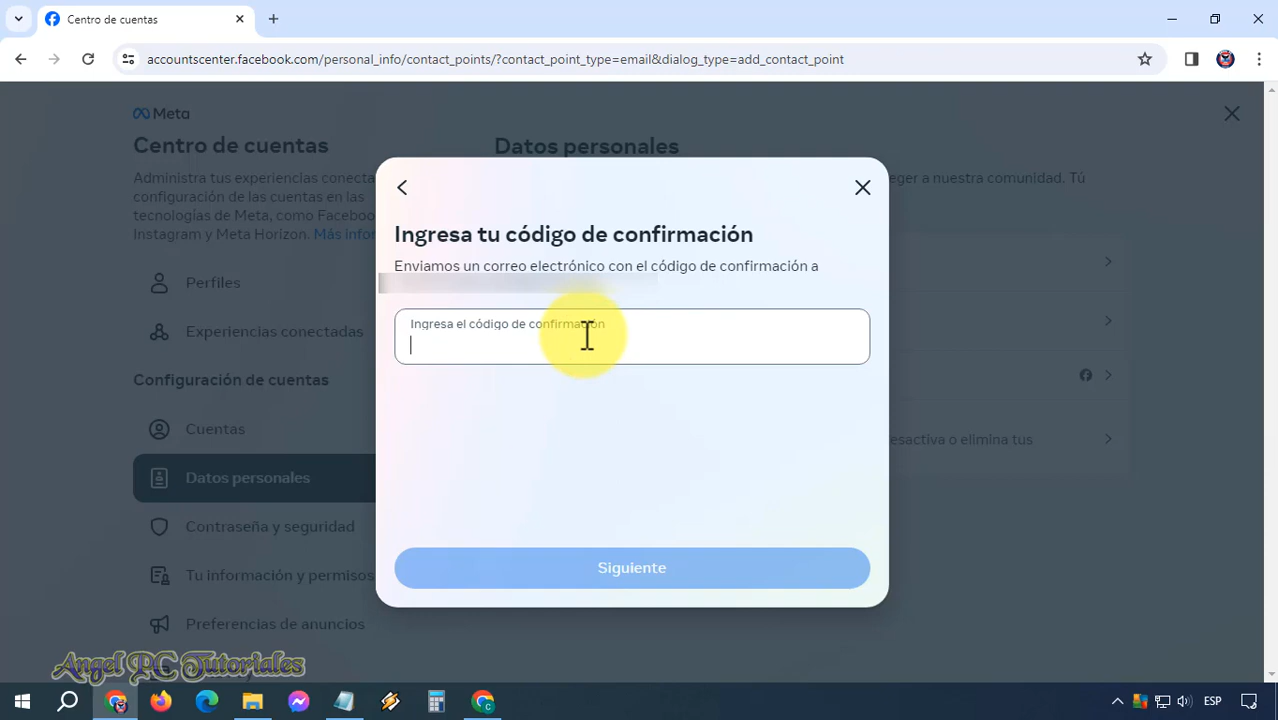 Centro de cuentas
accountscenter.facebook.com/personal_info/contact_points/?contact_point_type=email&dialog_type=add_contact_point
Meta
Centro de cuentas
Administra tus experiencias conecta
configuración de las cuentas en las
tecnologías de Meta, como Facebook
Instagram y Meta Horizon. Más infor
Perfiles
Experiencias conectadas
Configuración de cuentas
Cuentas
Datos personales
Contraseña y seguridad
Tu información y permisos
Preferencias de anuncios
Datos personales
eger a nuestra comunidad. Tú
esactiva o elimina tus
Ingresa tu código de confirmación
Enviamos un correo electrónico con el código de confirmación a
Ingresa el código de confirmación
Siguiente
Angel PC Tutoriales
ESP